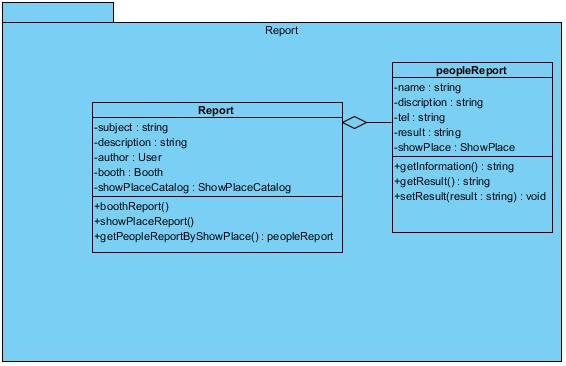 Report
peopleReport
-name : string
-discription : string
-tel : string
-result : string
-showPlace : ShowPlace
+getInformation() : string
+getResult() : string
+setResult(result : string) : void
Report
-subject : string
-description : string
-author : User
-booth : Booth
-showPlaceCatalog : ShowPlaceCatalog
+boothReport()
+showPlaceReport()
+getPeopleReportByShowPlace() : peopleReport